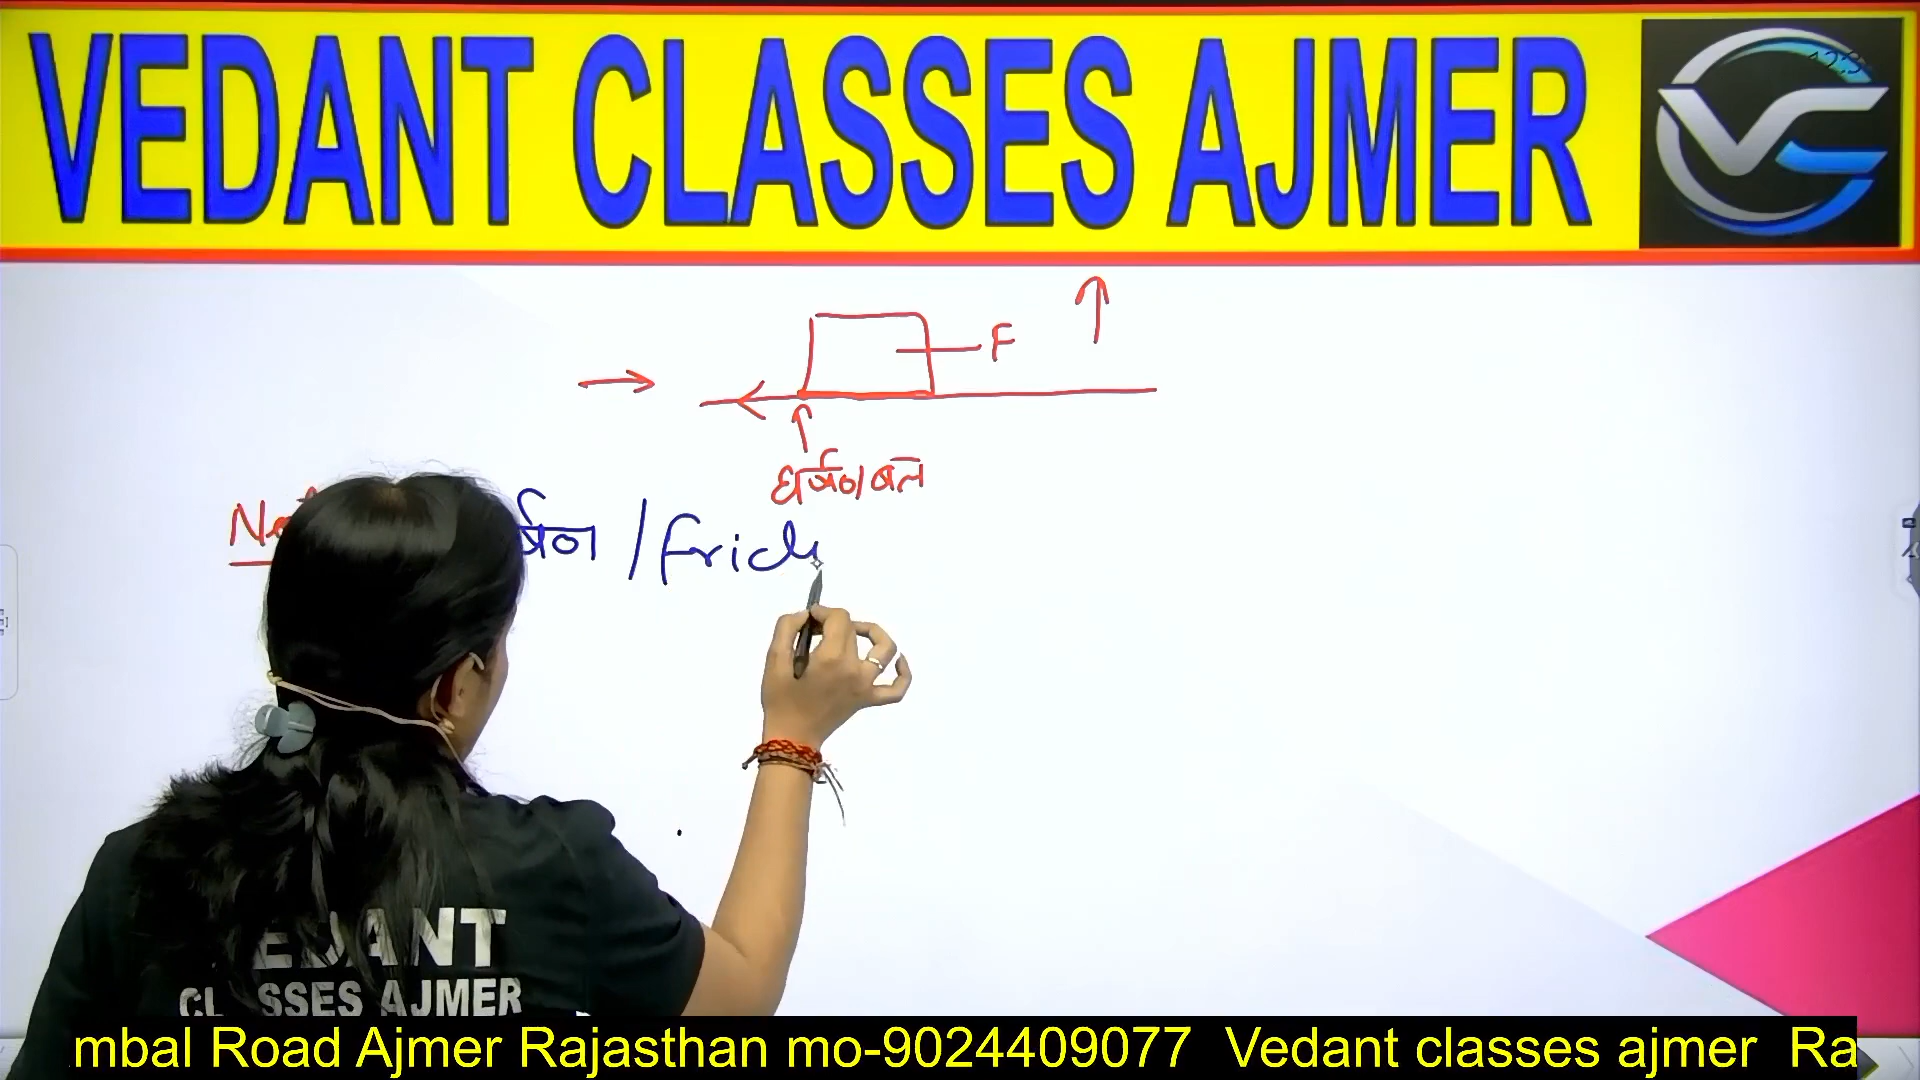 VEDANT CLASSES AJMER
F
घर्षण बल
/ Frict
VEDANT
CLASSES AJMER
mbal Road Ajmer Rajasthan mo-9024409077 Vedant classes ajmer Ra